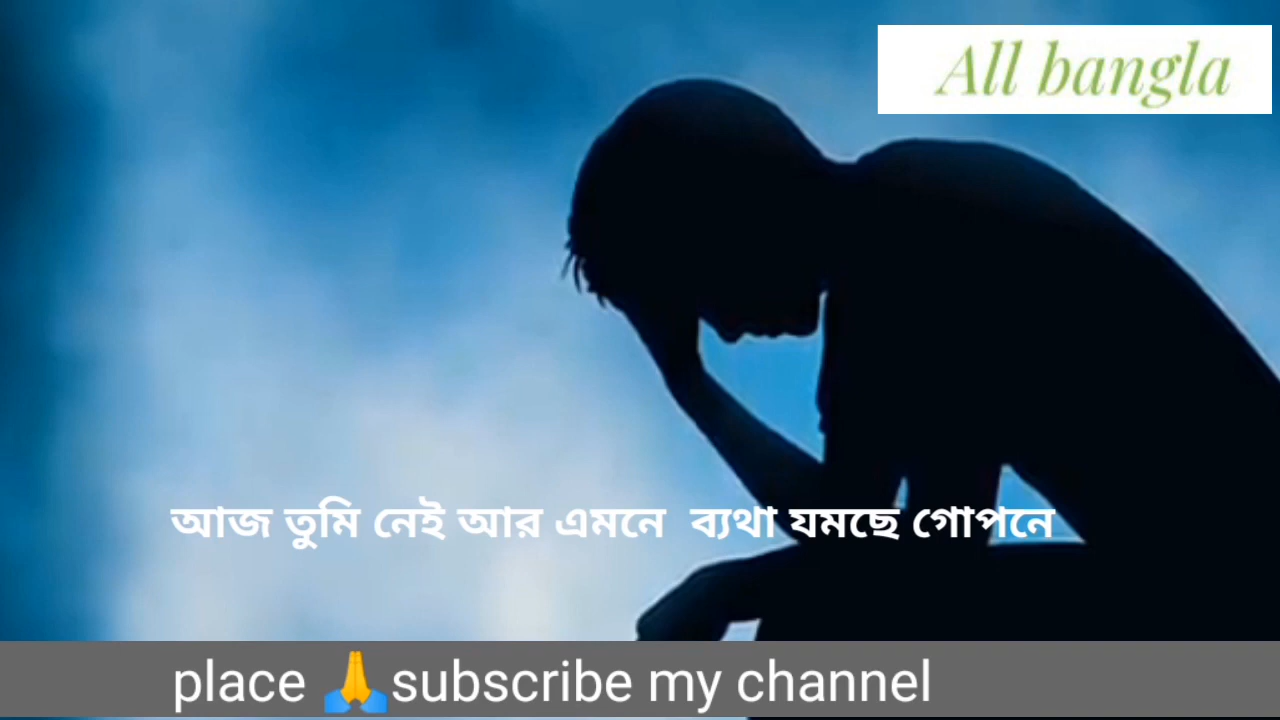 All bangla
আজ তুমি নেই আর এমনে  ব্যথা যমছে গোপনে
place 🙏subscribe my channel